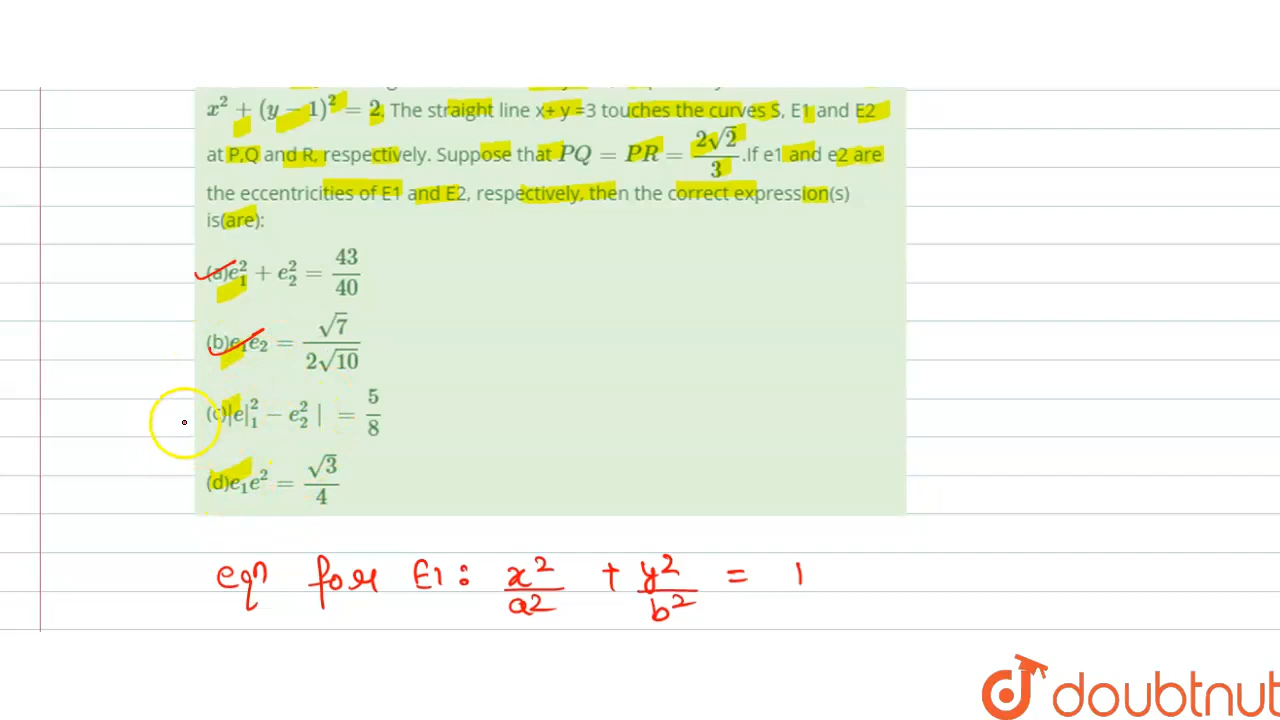 x² + (y − 1)² = 2. The straight line x+ y =3 touches the curves S, E1 and E2
at P,Q and R, respectively. Suppose that PQ = PR = 2√2/3 .If e1 and e2 are
the eccentricities of E1 and E2, respectively, then the correct expression(s)
is(are):
(a)e₁² + e₂² = 43/40
(b)e₁e₂ = √7/2√10
(c)|e|₁² − e₂² | = 5/8
(d)e₁e² = √3/4
eqn for E1: x²/a² + y²/b² = 1
doubtnut